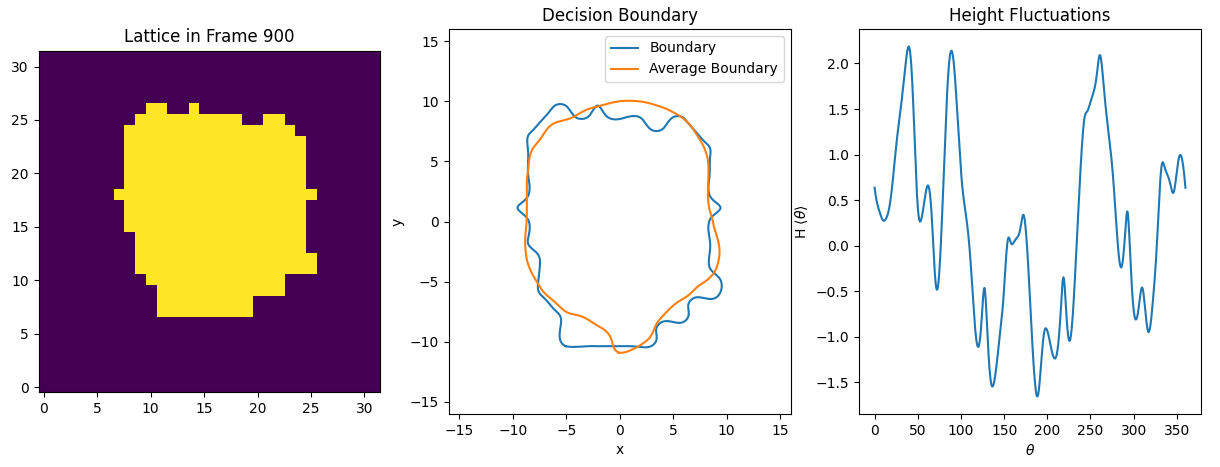 Lattice in Frame 900
30
25
20
15
10
5
0
0 5 10 15 20 25 30
Decision Boundary
Boundary
Average Boundary
y
15
10
5
0
−5
−10
−15
−15 −10 −5 0 5 10 15
x
Height Fluctuations
H (θ)
2.0
1.5
1.0
0.5
0.0
−0.5
−1.0
−1.5
0 50 100 150 200 250 300 350
θ